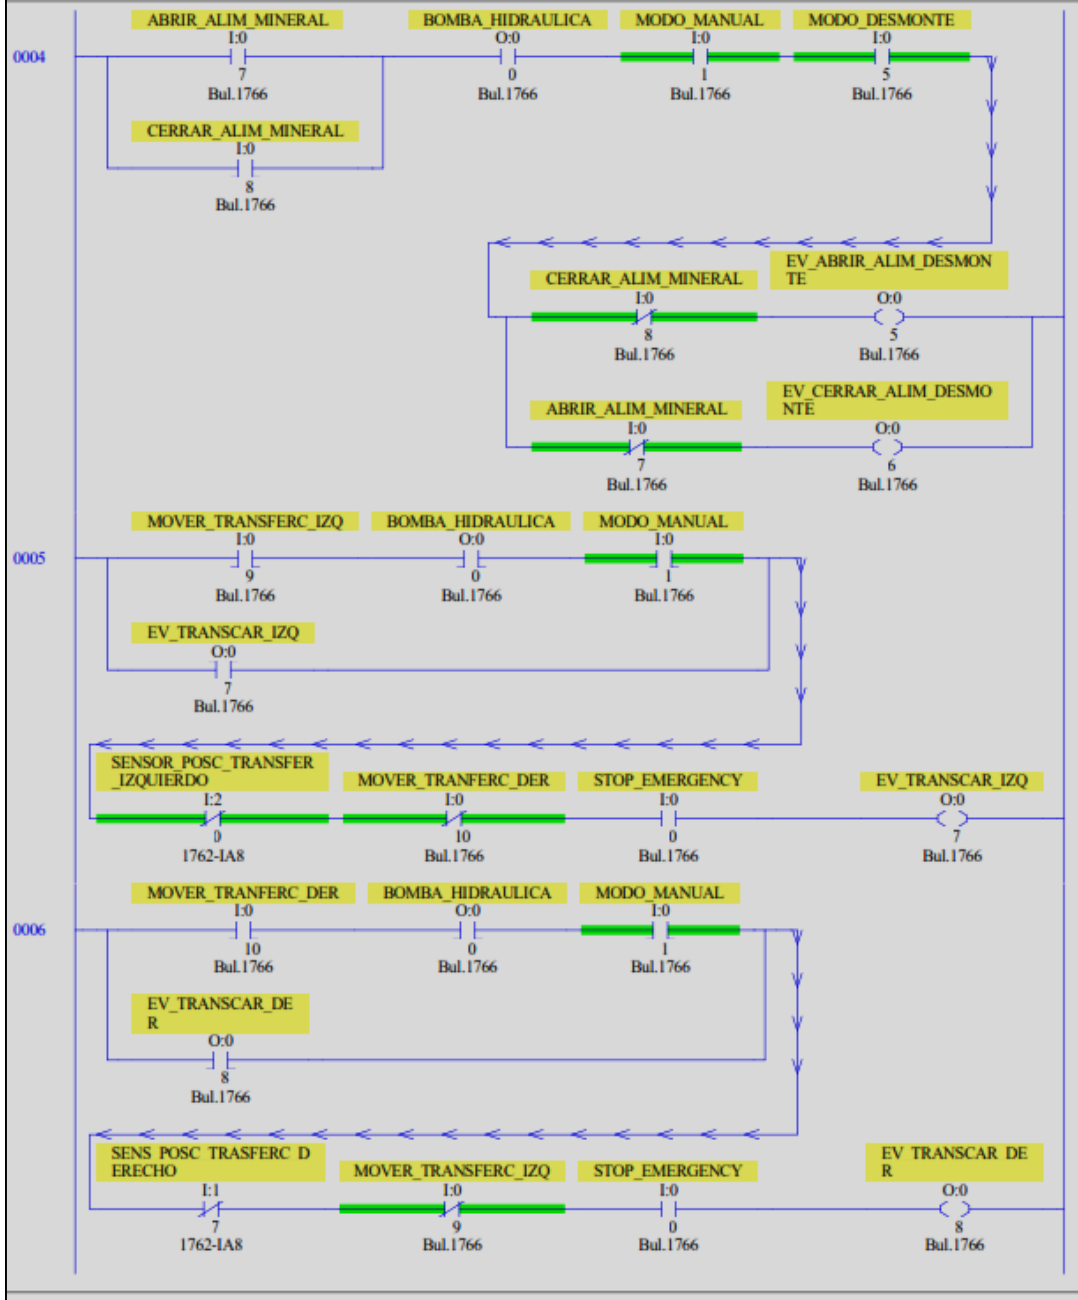 ABRIR_ALIM_MINERAL BOMBA_HIDRAULICA MODO_MANUAL MODO_DESMONTE
I:0 O:0 I:0 I:0
0004
7 0 1 5
Bul.1766 Bul.1766 Bul.1766 Bul.1766
CERRAR_ALIM_MINERAL
I:0
8
Bul.1766
EV_ABRIR_ALIM_DESMON
TE
CERRAR_ALIM_MINERAL
I:0 O:0
8 5
Bul.1766 Bul.1766
EV_CERRAR_ALIM_DESMO
NTE
ABRIR_ALIM_MINERAL
I:0 O:0
7 6
Bul.1766 Bul.1766
MOVER_TRANSFERC_IZQ BOMBA_HIDRAULICA MODO_MANUAL
I:0 O:0 I:0
0005
9 0 1
Bul.1766 Bul.1766 Bul.1766
EV_TRANSCAR_IZQ
O:0
7
Bul.1766
SENSOR_POSC_TRANSFER
_IZQUIERDO MOVER_TRANFERC_DER STOP_EMERGENCY EV_TRANSCAR_IZQ
I:2 I:0 I:0 O:0
0 10 0 7
1762-IA8 Bul.1766 Bul.1766 Bul.1766
MOVER_TRANFERC_DER BOMBA_HIDRAULICA MODO_MANUAL
I:0 O:0 I:0
0006
10 0 1
Bul.1766 Bul.1766 Bul.1766
EV_TRANSCAR_DE
R
O:0
8
Bul.1766
SENS_POSC_TRASFERC_D EV_TRANSCAR_DE
ERECHO MOVER_TRANSFERC_IZQ STOP_EMERGENCY R
I:1 I:0 I:0 O:0
7 9 0 8
1762-IA8 Bul.1766 Bul.1766 Bul.1766